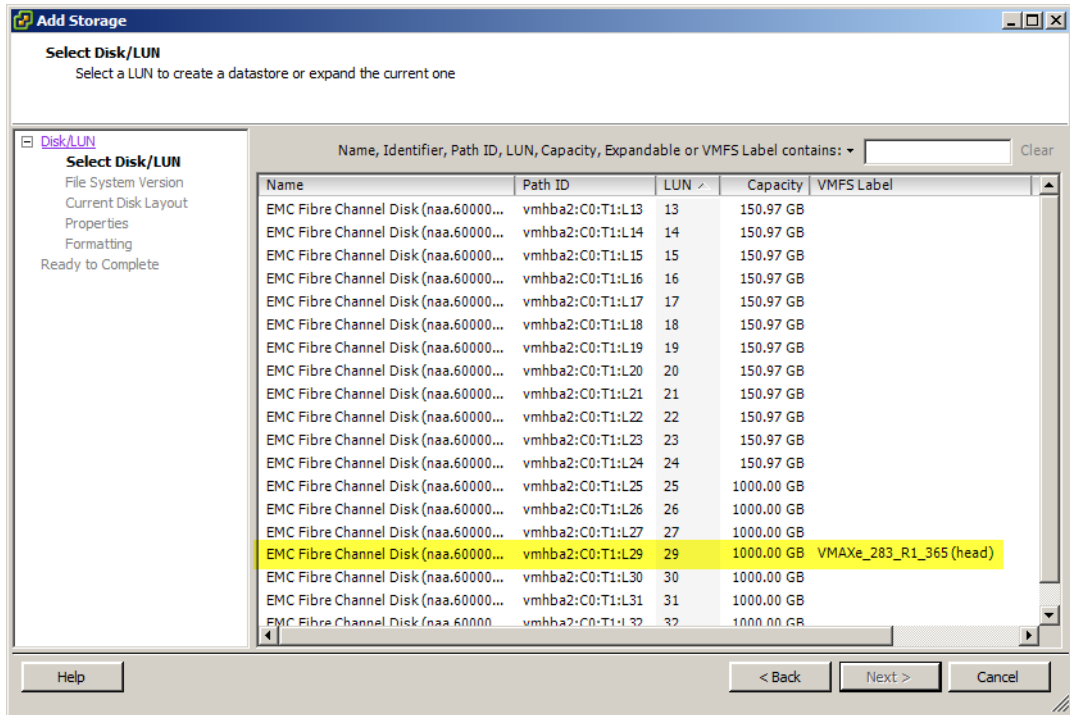 Add Storage
Select Disk/LUN
Select a LUN to create a datastore or expand the current one
Disk/LUN
Select Disk/LUN
File System Version
Current Disk Layout
Properties
Formatting
Ready to Complete
Name, Identifier, Path ID, LUN, Capacity, Expandable or VMFS Label contains: Clear
Name Path ID LUN Capacity VMFS Label
EMC Fibre Channel Disk (naa.60000... vmhba2:C0:T1:L13 13 150.97 GB
EMC Fibre Channel Disk (naa.60000... vmhba2:C0:T1:L14 14 150.97 GB
EMC Fibre Channel Disk (naa.60000... vmhba2:C0:T1:L15 15 150.97 GB
EMC Fibre Channel Disk (naa.60000... vmhba2:C0:T1:L16 16 150.97 GB
EMC Fibre Channel Disk (naa.60000... vmhba2:C0:T1:L17 17 150.97 GB
EMC Fibre Channel Disk (naa.60000... vmhba2:C0:T1:L18 18 150.97 GB
EMC Fibre Channel Disk (naa.60000... vmhba2:C0:T1:L19 19 150.97 GB
EMC Fibre Channel Disk (naa.60000... vmhba2:C0:T1:L20 20 150.97 GB
EMC Fibre Channel Disk (naa.60000... vmhba2:C0:T1:L21 21 150.97 GB
EMC Fibre Channel Disk (naa.60000... vmhba2:C0:T1:L22 22 150.97 GB
EMC Fibre Channel Disk (naa.60000... vmhba2:C0:T1:L23 23 150.97 GB
EMC Fibre Channel Disk (naa.60000... vmhba2:C0:T1:L24 24 150.97 GB
EMC Fibre Channel Disk (naa.60000... vmhba2:C0:T1:L25 25 1000.00 GB
EMC Fibre Channel Disk (naa.60000... vmhba2:C0:T1:L26 26 1000.00 GB
EMC Fibre Channel Disk (naa.60000... vmhba2:C0:T1:L27 27 1000.00 GB
EMC Fibre Channel Disk (naa.60000... vmhba2:C0:T1:L29 29 1000.00 GB VMAXe_283_R1_365 (head)
EMC Fibre Channel Disk (naa.60000... vmhba2:C0:T1:L30 30 1000.00 GB
EMC Fibre Channel Disk (naa.60000... vmhba2:C0:T1:L31 31 1000.00 GB
EMC Fibre Channel Disk (naa.60000... vmhba2:C0:T1:L32 32 1000.00 GB
Help < Back Next > Cancel